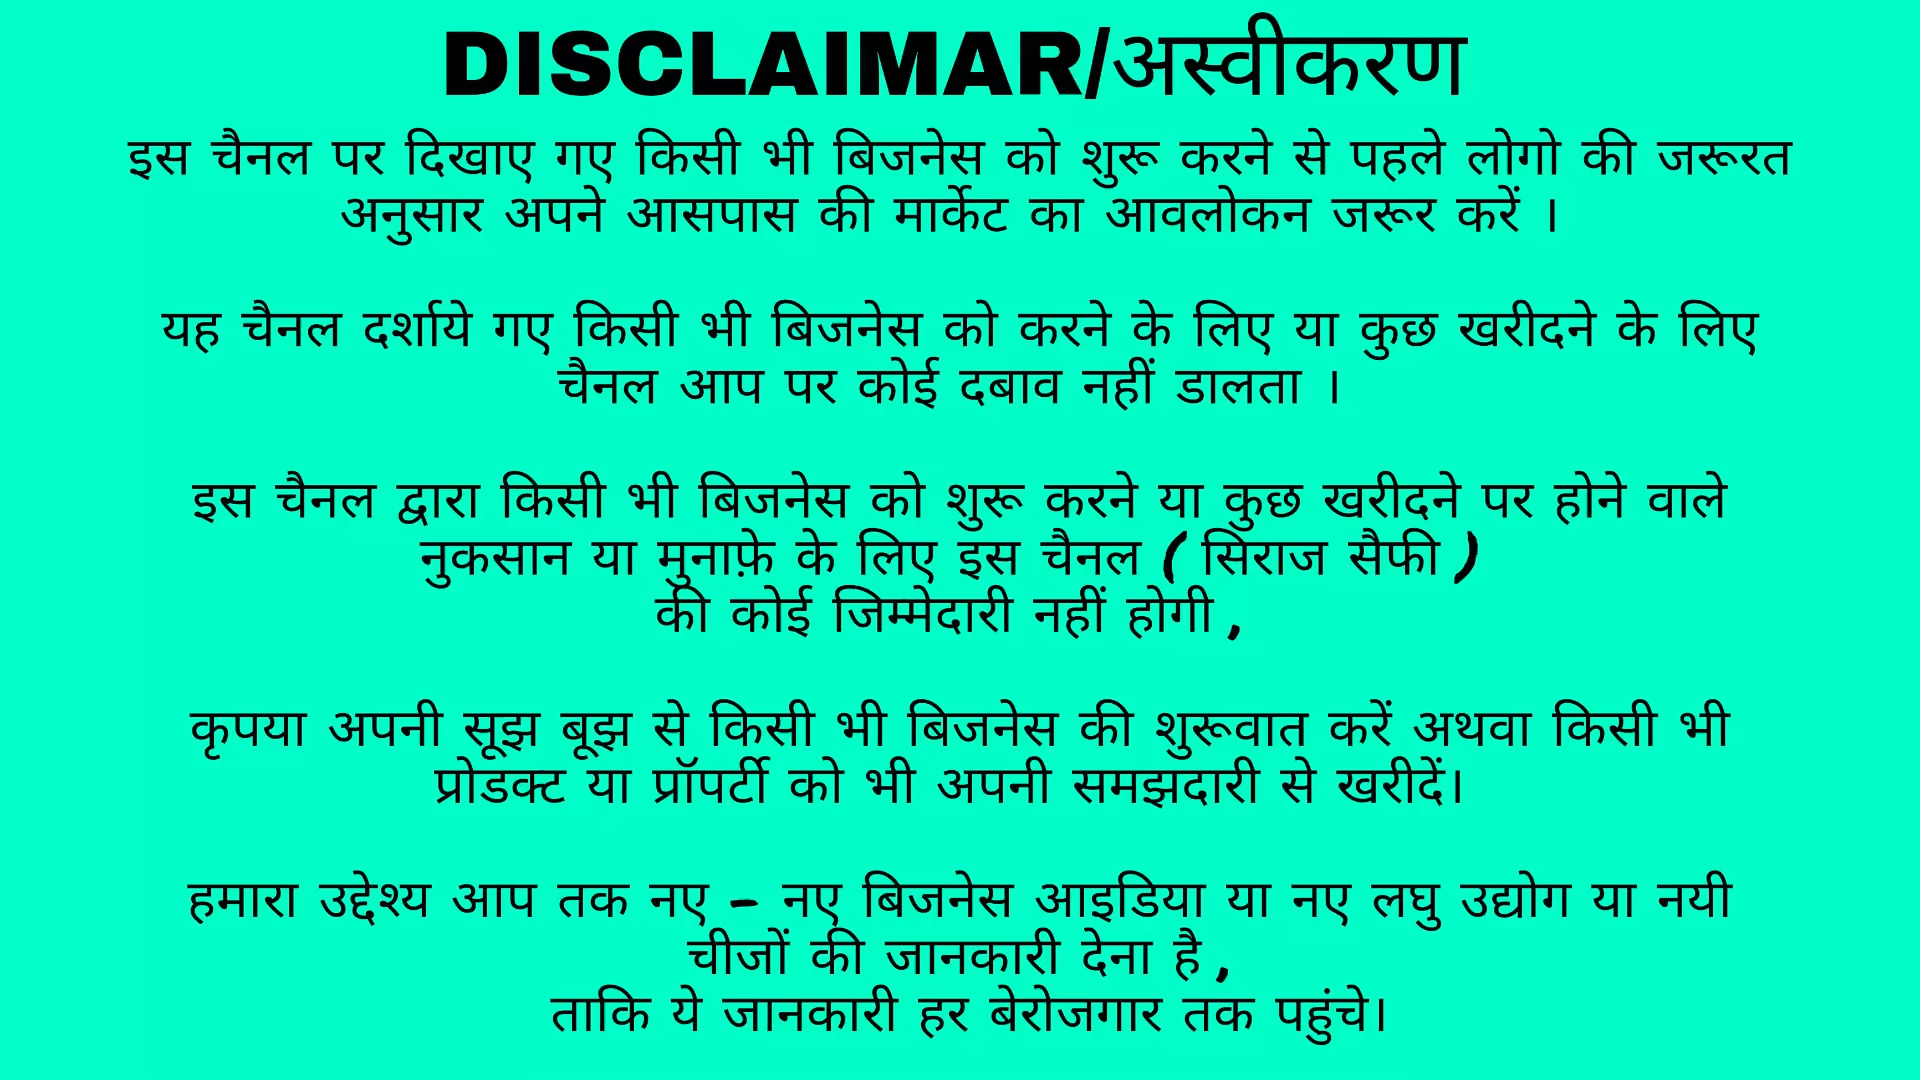 DISCLAIMAR/अस्वीकरण
इस चैनल पर दिखाए गए किसी भी बिजनेस को शुरू करने से पहले लोगो की जरूरत
अनुसार अपने आसपास की मार्केट का आवलोकन जरूर करें ।
यह चैनल दर्शाये गए किसी भी बिजनेस को करने के लिए या कुछ खरीदने के लिए
चैनल आप पर कोई दबाव नहीं डालता ।
इस चैनल द्वारा किसी भी बिजनेस को शुरू करने या कुछ खरीदने पर होने वाले
नुकसान या मुनाफ़े के लिए इस चैनल ( सिराज सैफी )
की कोई जिम्मेदारी नहीं होगी ,
कृपया अपनी सूझ बूझ से किसी भी बिजनेस की शुरूवात करें अथवा किसी भी
प्रोडक्ट या प्रॉपर्टी को भी अपनी समझदारी से खरीदें।
हमारा उद्देश्य आप तक नए - नए बिजनेस आइडिया या नए लघु उद्योग या नयी
चीजों की जानकारी देना है ,
ताकि ये जानकारी हर बेरोजगार तक पहुंचे।